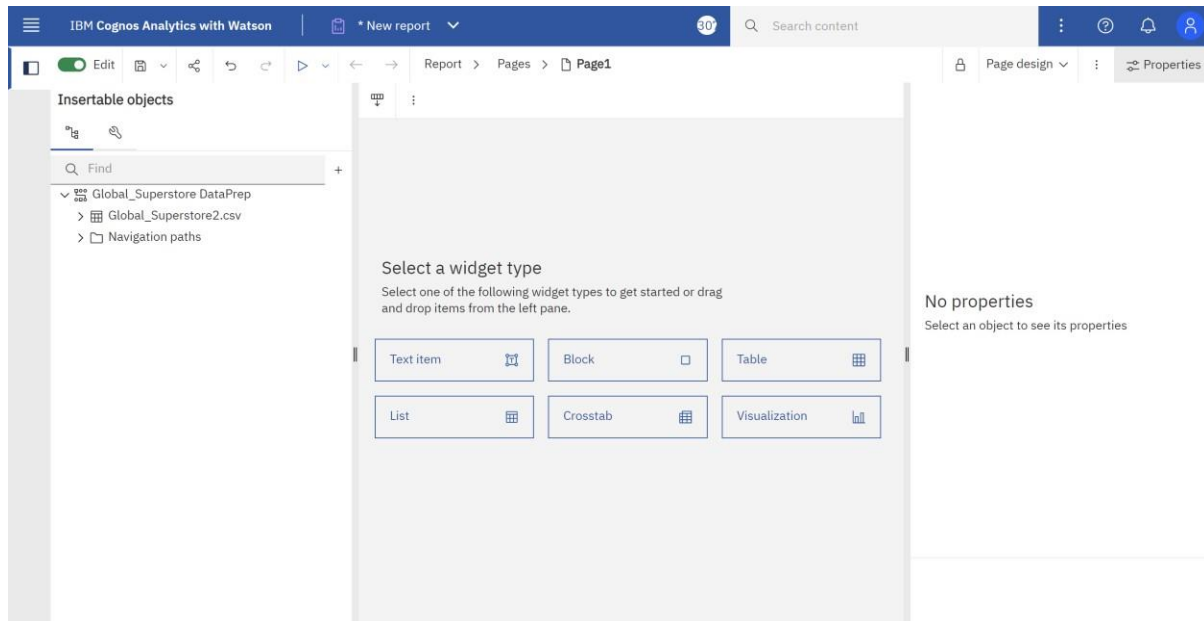 IBM Cognos Analytics with Watson
* New report
30?
Search content
Edit
Report > Pages > Page1
Page design
Properties
Insertable objects
Find
Global_Superstore DataPrep
Global_Superstore2.csv
Navigation paths
Select a widget type
Select one of the following widget types to get started or drag
and drop items from the left pane.
Text item
Block
Table
List
Crosstab
Visualization
No properties
Select an object to see its properties